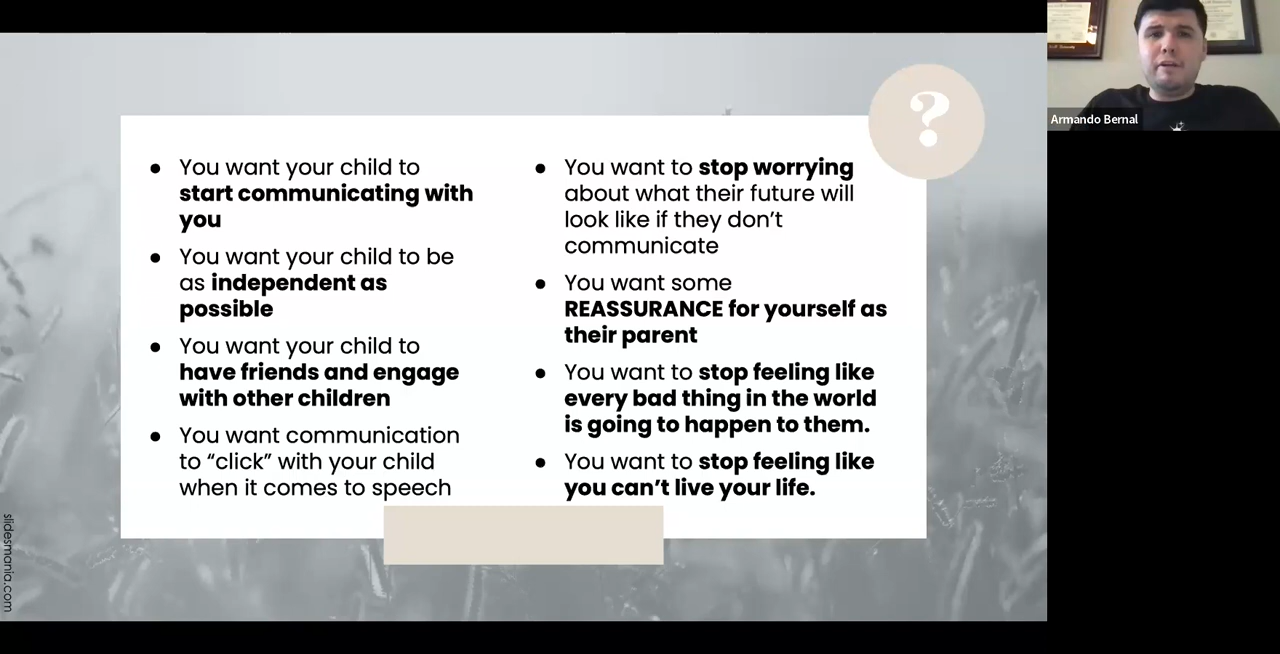 ● You want your child to
start communicating with
you
● You want your child to be
as independent as
possible
● You want your child to
have friends and engage
with other children
● You want communication
to “click” with your child
when it comes to speech
● You want to stop worrying
about what their future will
look like if they don’t
communicate
● You want some
REASSURANCE for yourself as
their parent
● You want to stop feeling like
every bad thing in the world
is going to happen to them.
● You want to stop feeling like
you can’t live your life.
?
slidesmania.com
Armando Bernal